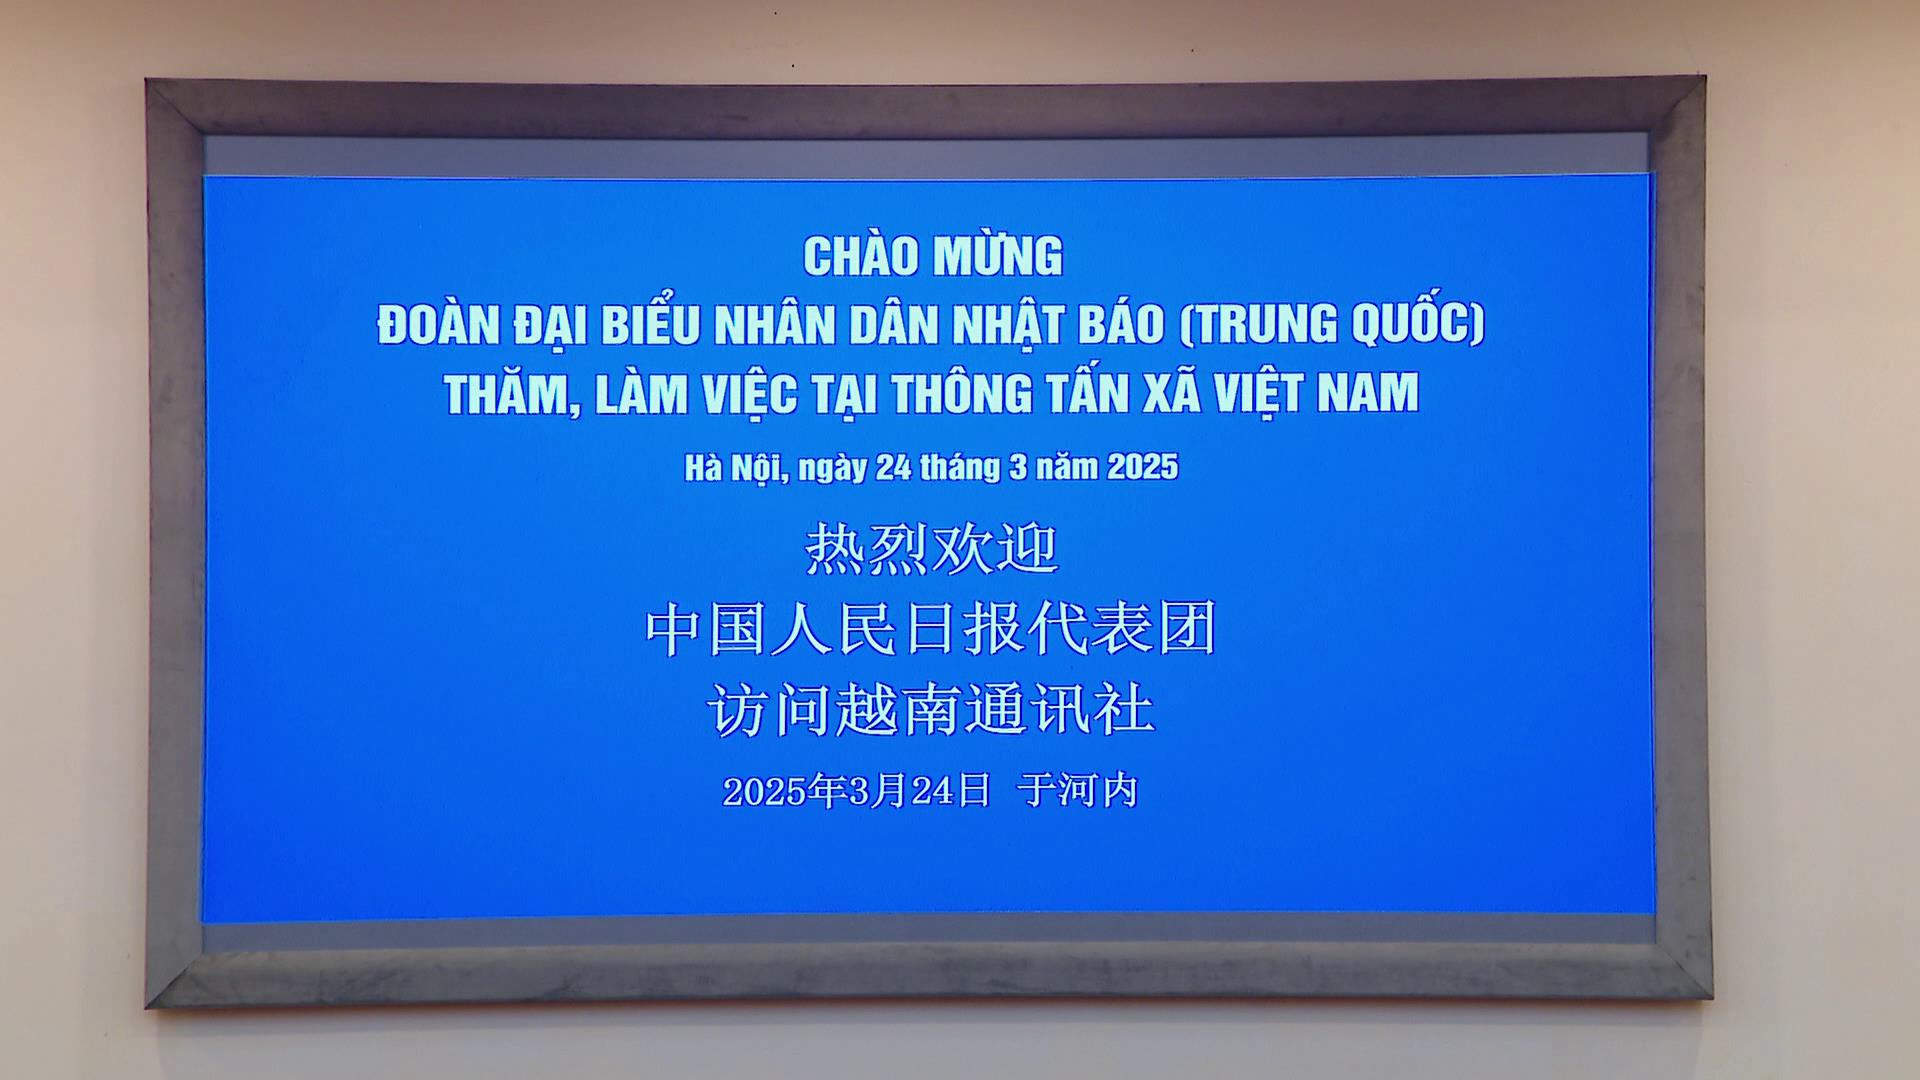 CHÀO MỪNG
ĐOÀN ĐẠI BIỂU NHÂN DÂN NHẬT BÁO (TRUNG QUỐC)
THĂM, LÀM VIỆC TẠI THÔNG TẤN XÃ VIỆT NAM
Hà Nội, ngày 24 tháng 3 năm 2025
热烈欢迎
中国人民日报代表团
访问越南通讯社
2025年3月24日 于河内